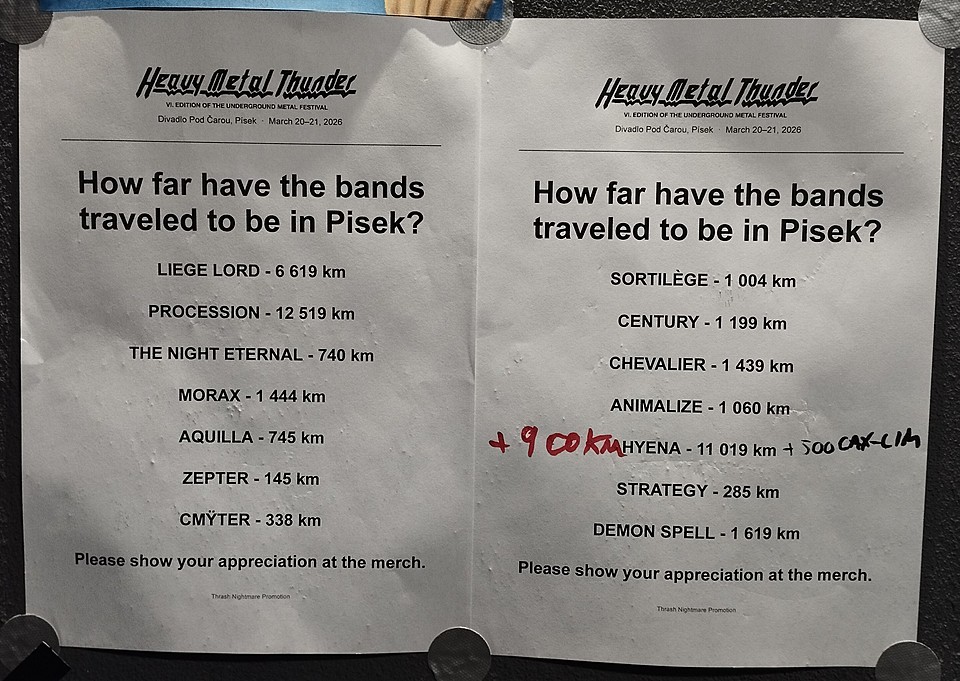 Heavy Metal Thunder
VI. EDITION OF THE UNDERGROUND METAL FESTIVAL
Divadlo Pod Čarou, Pisek · March 20–21, 2026
How far have the bands
traveled to be in Pisek?
LIEGE LORD - 6 619 km
PROCESSION - 12 519 km
THE NIGHT ETERNAL - 740 km
MORAX - 1 444 km
AQUILLA - 745 km
ZEPTER - 145 km
CMŸTER - 338 km
Please show your appreciation at the merch.
Thrash Nightmare Promotion
Heavy Metal Thunder
VI. EDITION OF THE UNDERGROUND METAL FESTIVAL
Divadlo Pod Čarou, Pisek · March 20–21, 2026
How far have the bands
traveled to be in Pisek?
SORTILÈGE - 1 004 km
CENTURY - 1 199 km
CHEVALIER - 1 439 km
ANIMALIZE - 1 060 km
+ 900 KM HYENA - 11 019 km + 500
STRATEGY - 285 km
DEMON SPELL - 1 619 km
Please show your appreciation at the merch.
Thrash Nightmare Promotion